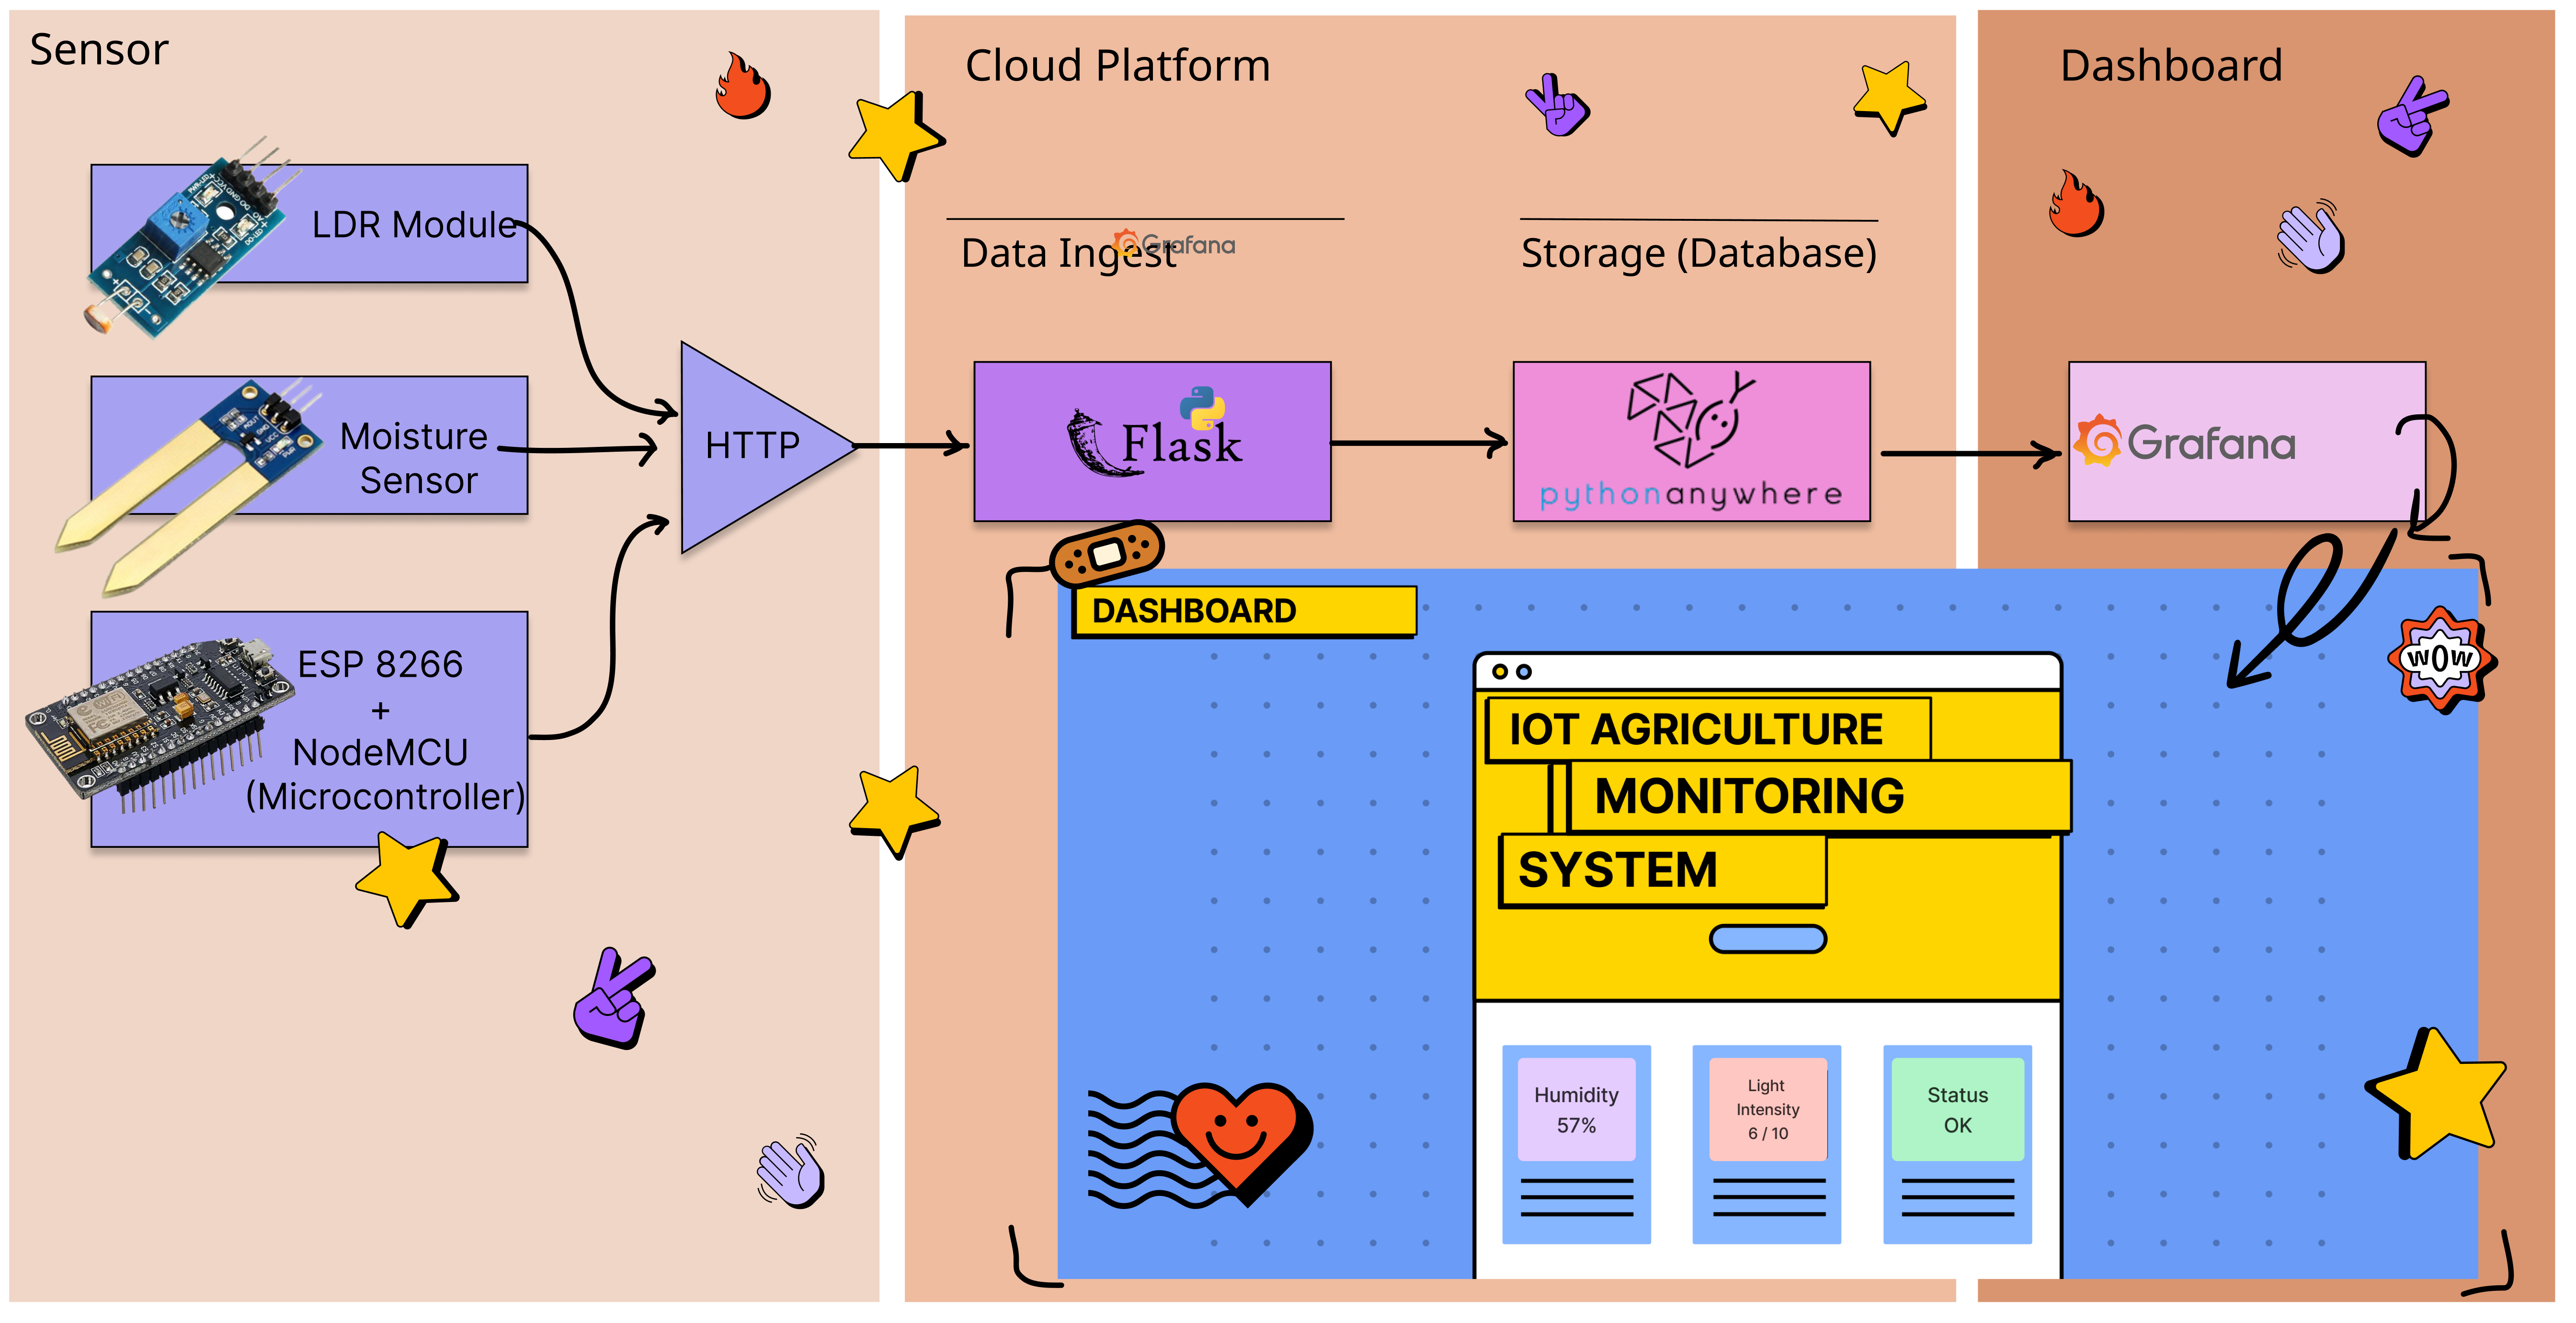 Sensor
LDR Module
Moisture
Sensor
ESP 8266
+
NodeMCU
(Microcontroller)
HTTP
Cloud Platform
Data Ingest
Grafana
Storage (Database)
Flask
pythonanywhere
Dashboard
Grafana
DASHBOARD
IOT AGRICULTURE
MONITORING
SYSTEM
Humidity
57%
Light
Intensity
6 / 10
Status
OK
WOW